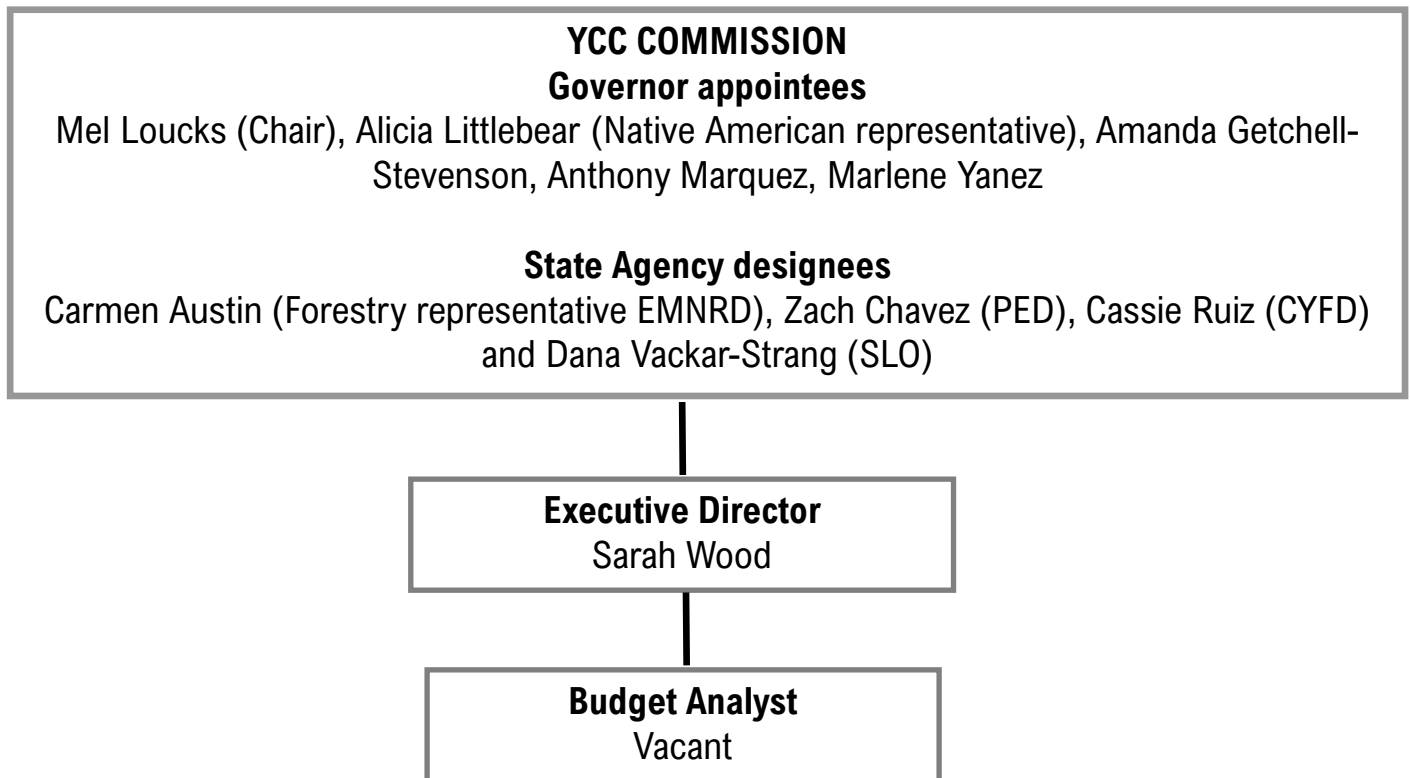 YCC COMMISSION
Governor appointees
Mel Loucks (Chair), Alicia Littlebear (Native American representative), Amanda Getchell-
Stevenson, Anthony Marquez, Marlene Yanez
State Agency designees
Carmen Austin (Forestry representative EMNRD), Zach Chavez (PED), Cassie Ruiz (CYFD)
and Dana Vackar-Strang (SLO)
Executive Director
Sarah Wood
Budget Analyst
Vacant